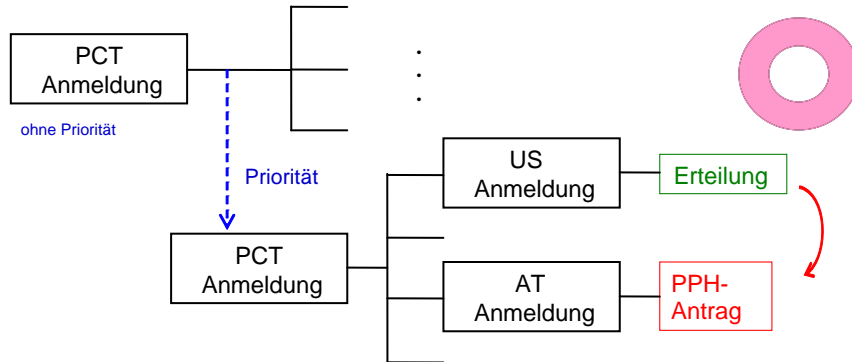 PCT
Anmeldung
ohne Priorität
Priorität
US
Anmeldung
Erteilung
PCT
Anmeldung
AT
Anmeldung
PPH-
Antrag